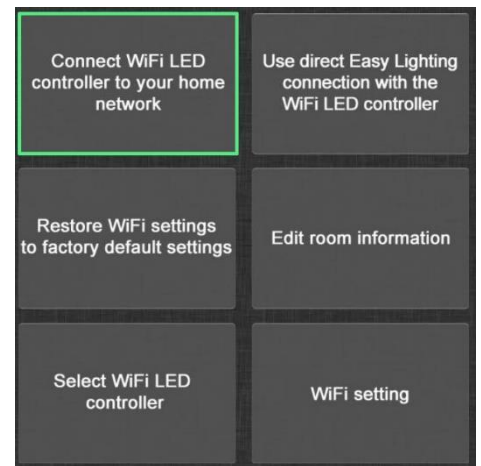 Connect WiFi LED
controller to your home
network
Use direct Easy Lighting
connection with the
WiFi LED controller
Restore WiFi settings
to factory default settings
Edit room information
Select WiFi LED
controller
WiFi setting